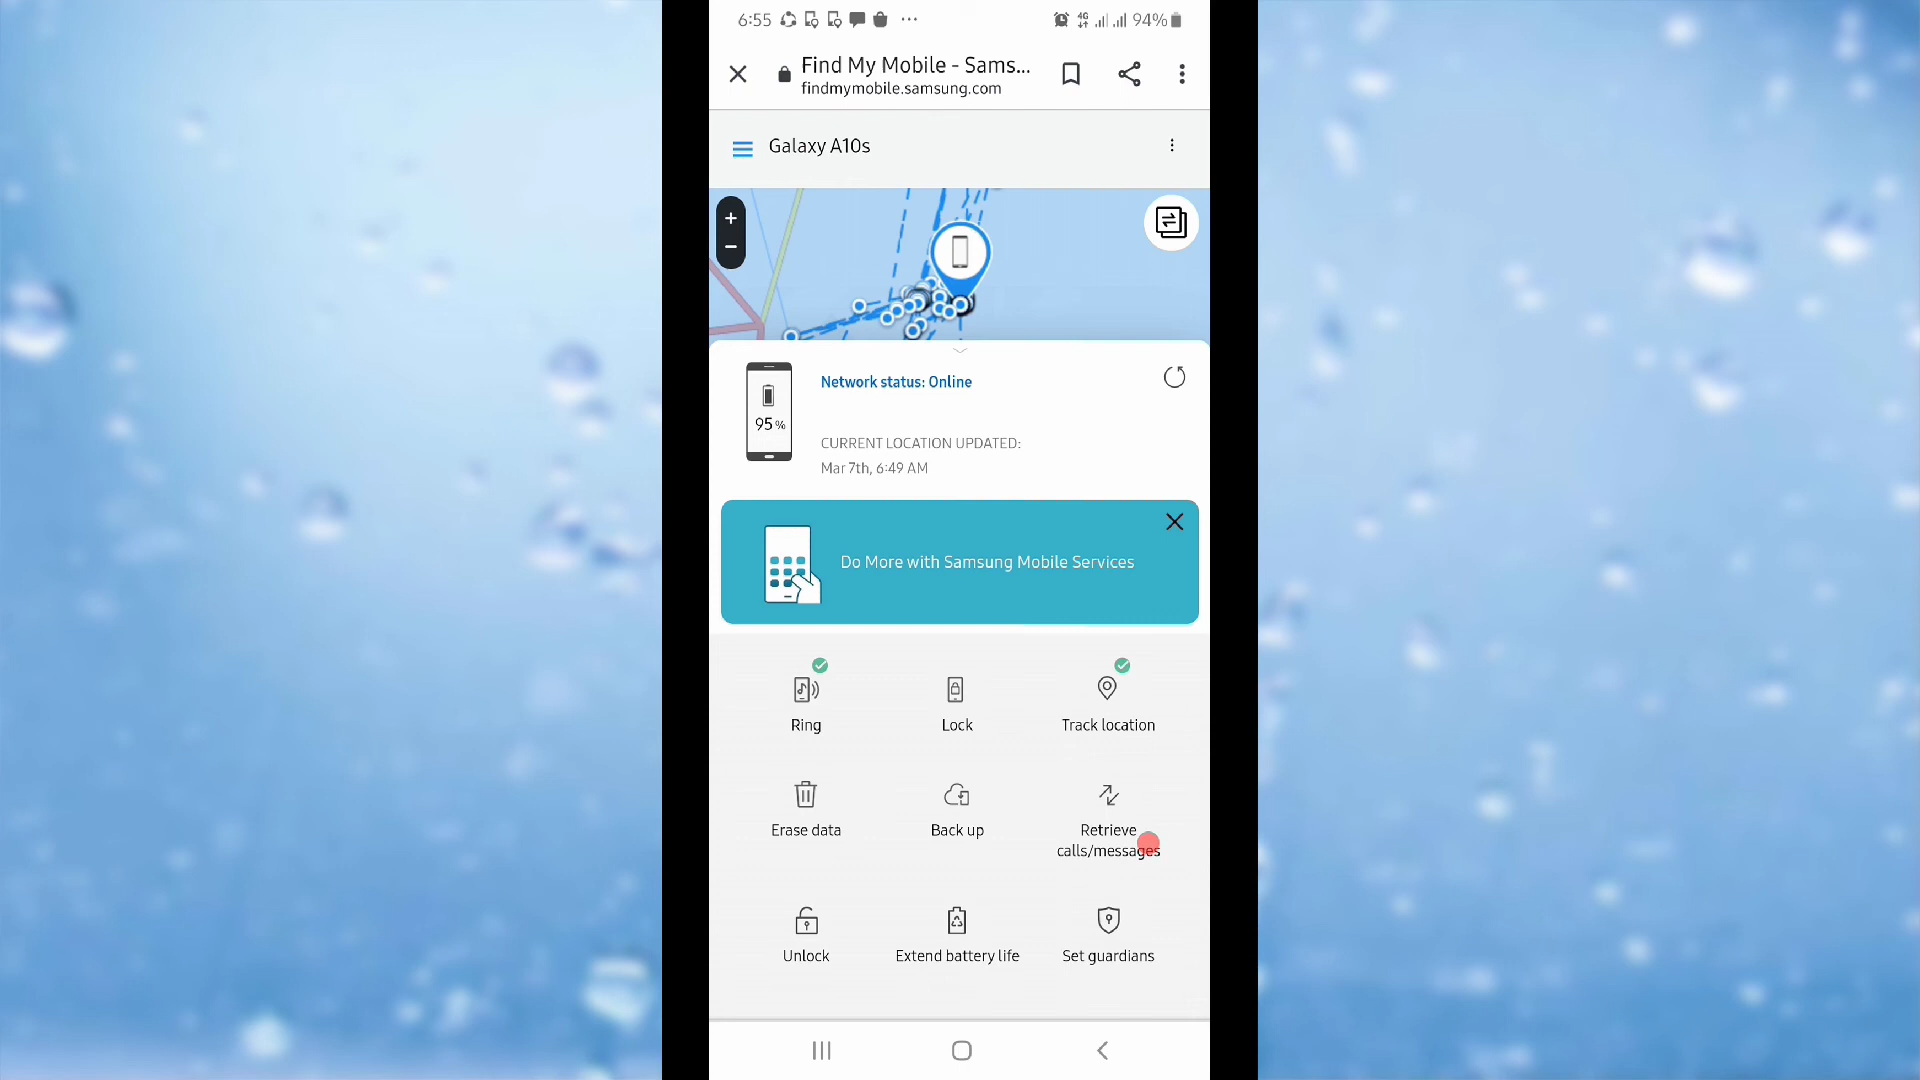 6:55 4G 94%
Find My Mobile - Sams...
findmymobile.samsung.com
Galaxy A10s
+
−
Network status: Online
95 %
CURRENT LOCATION UPDATED:
Mar 7th, 6:49 AM
Do More with Samsung Mobile Services
Ring Lock Track location
Erase data Back up Retrieve
calls/messages
Unlock Extend battery life Set guardians